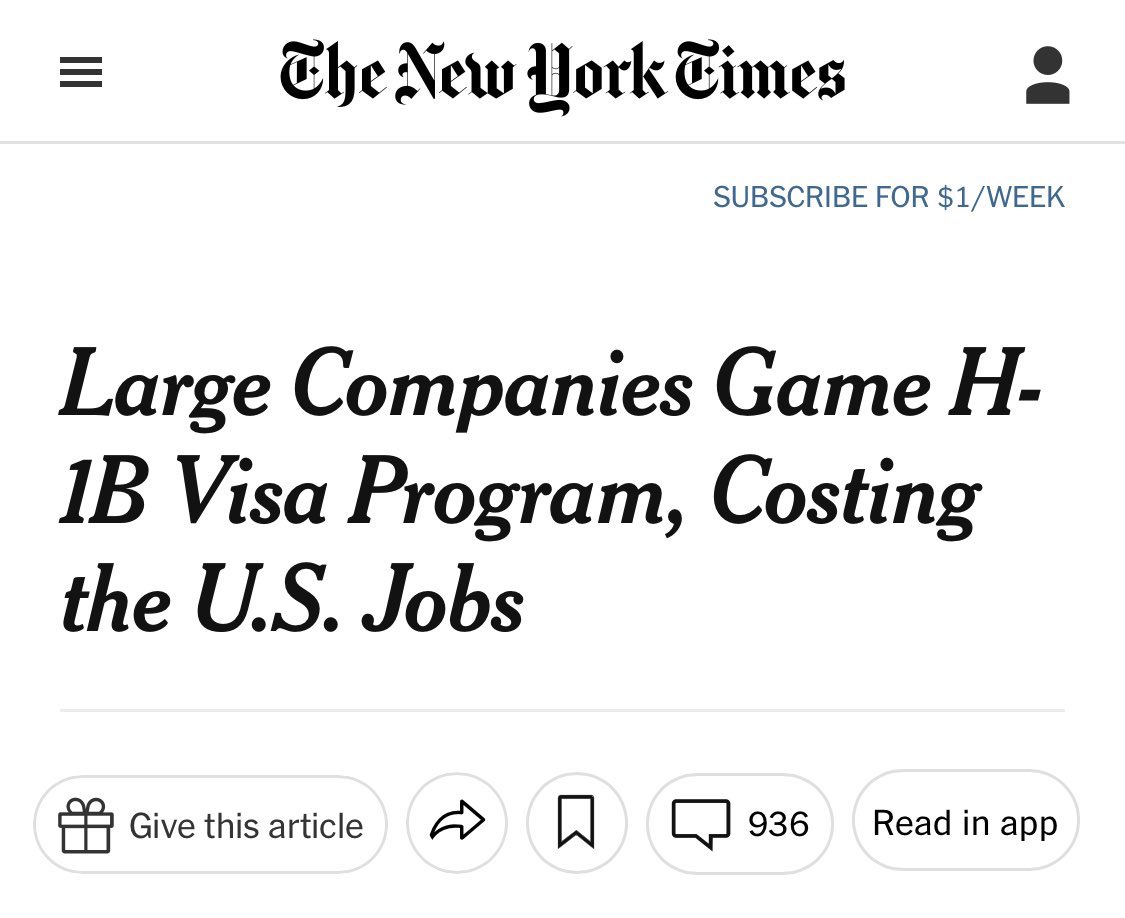 The New York Times
SUBSCRIBE FOR $1/WEEK
Large Companies Game H-
1B Visa Program, Costing
the U.S. Jobs
Give this article
936
Read in app